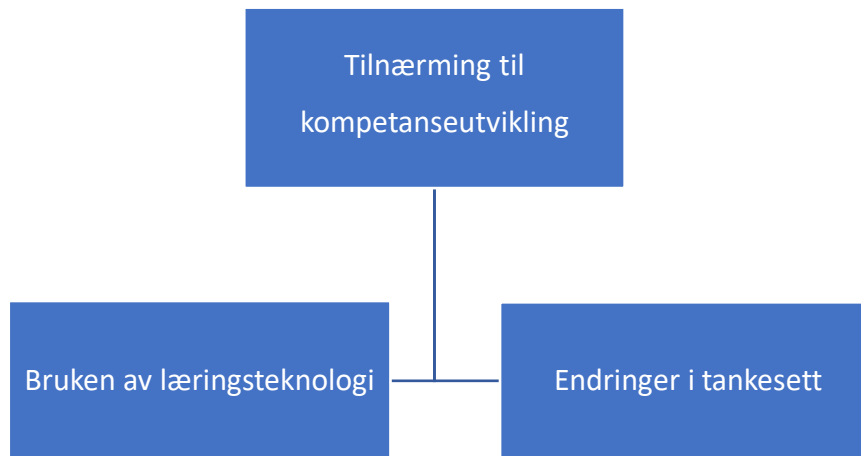 Tilnærming til
kompetanseutvikling
Bruken av læringsteknologi
Endringer i tankesett